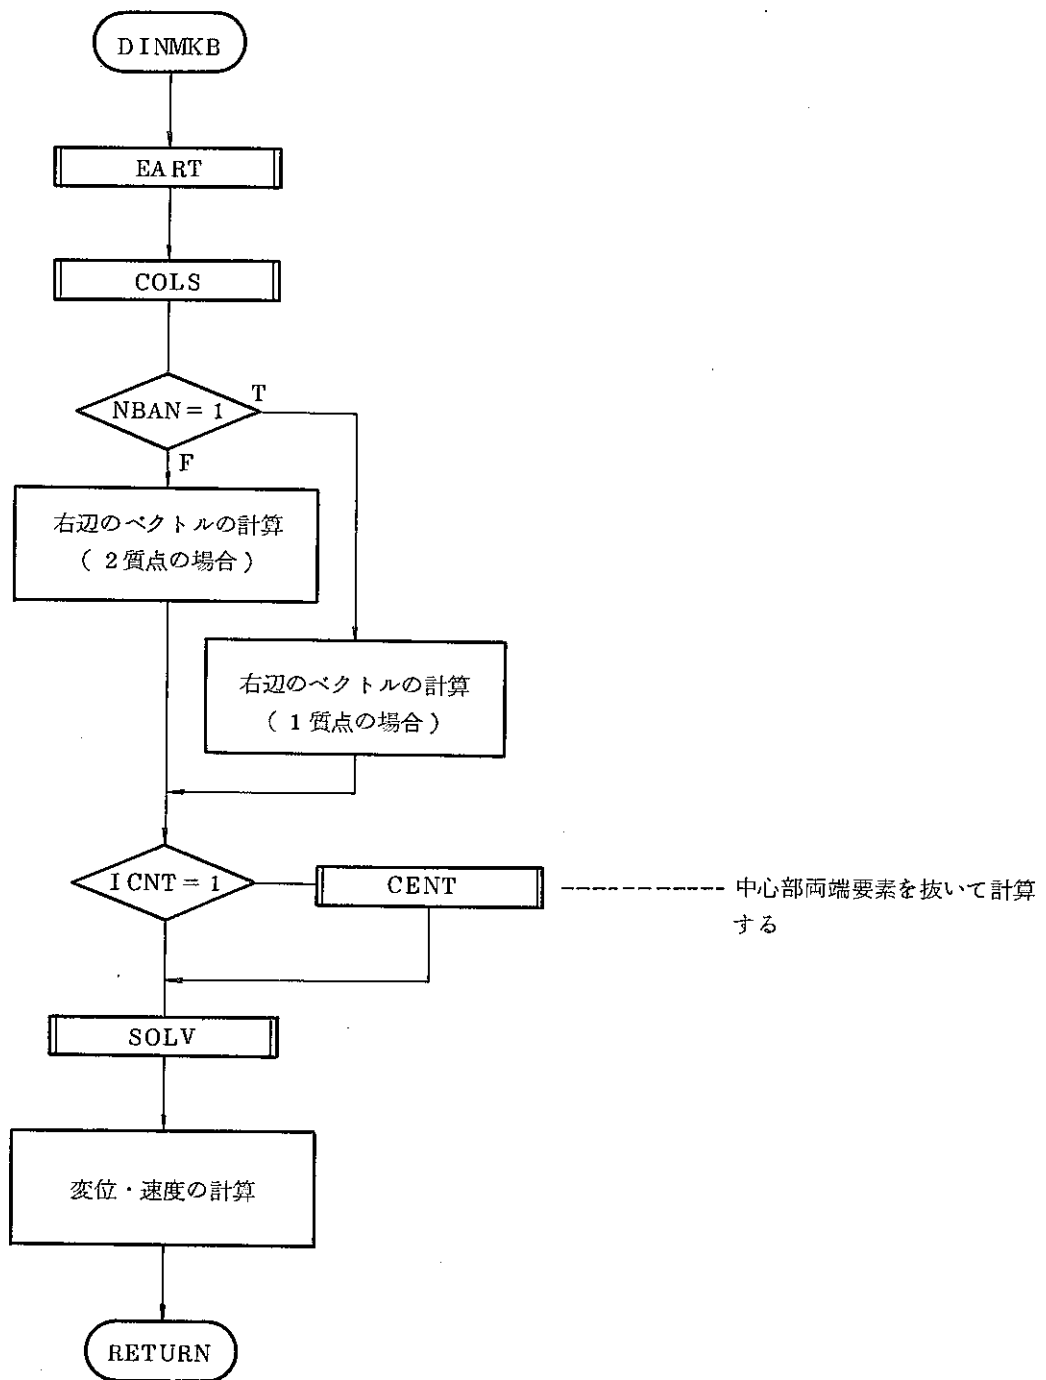 DINMKB
EART
COLS
NBAN = 1
T
F
右辺のベクトルの計算
( 2質点の場合 )
右辺のベクトルの計算
( 1質点の場合 )
ICNT = 1
CENT
中心部両端要素を抜いて計算
する
SOLV
変位・速度の計算
RETURN